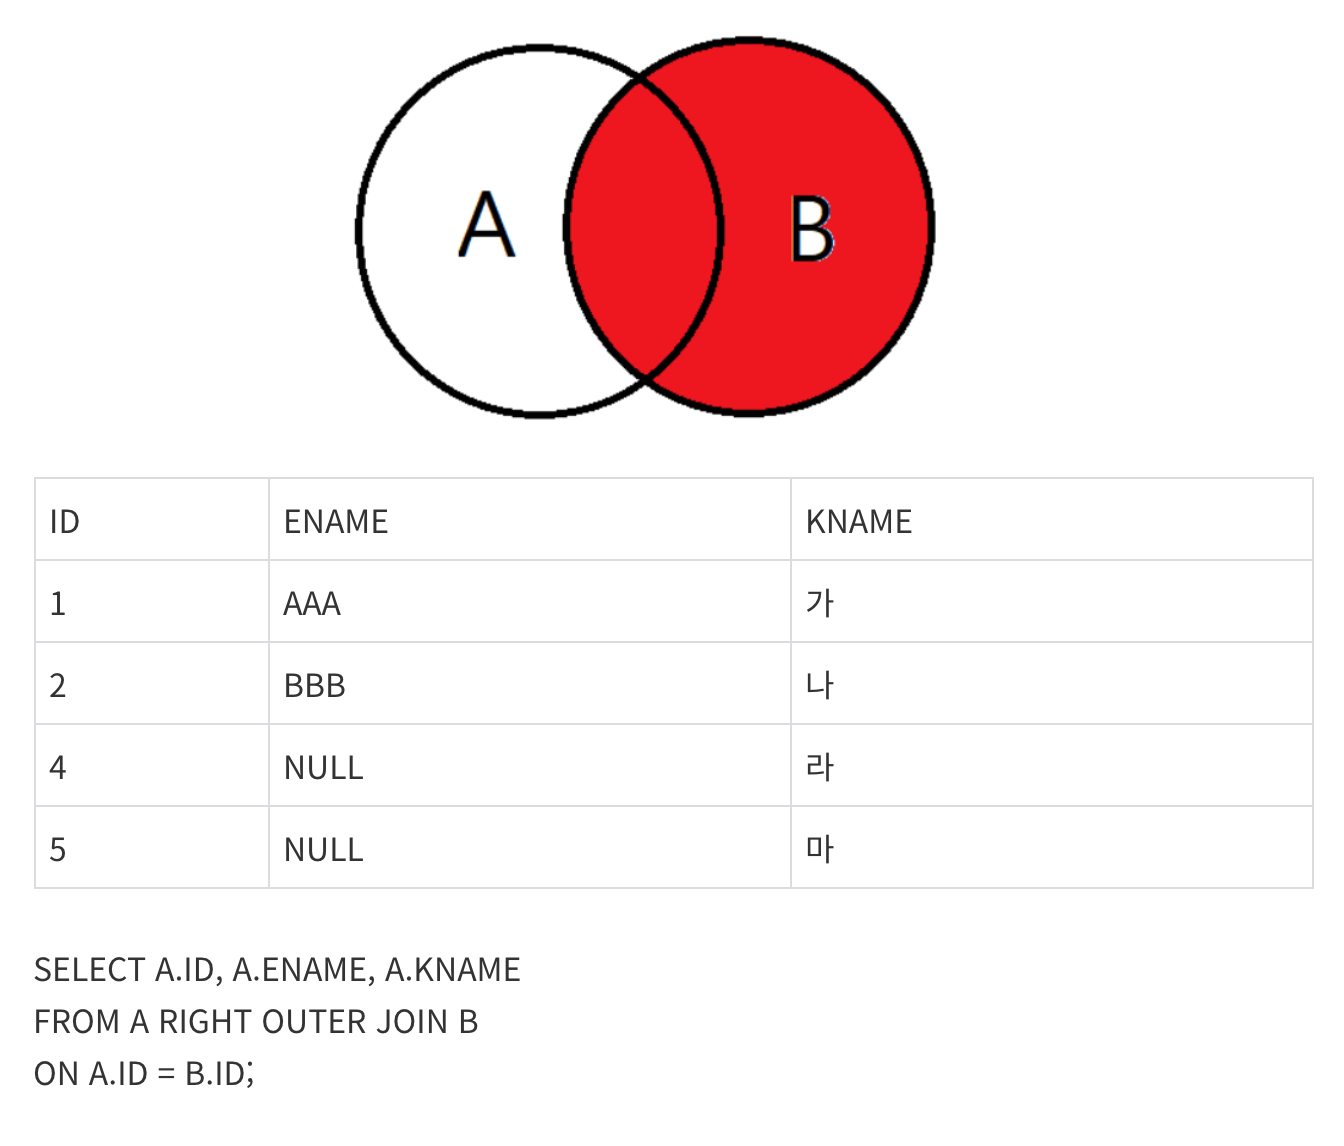 A B
ID ENAME KNAME
1 AAA 가
2 BBB 나
4 NULL 라
5 NULL 마
SELECT A.ID, A.ENAME, A.KNAME
FROM A RIGHT OUTER JOIN B
ON A.ID = B.ID;